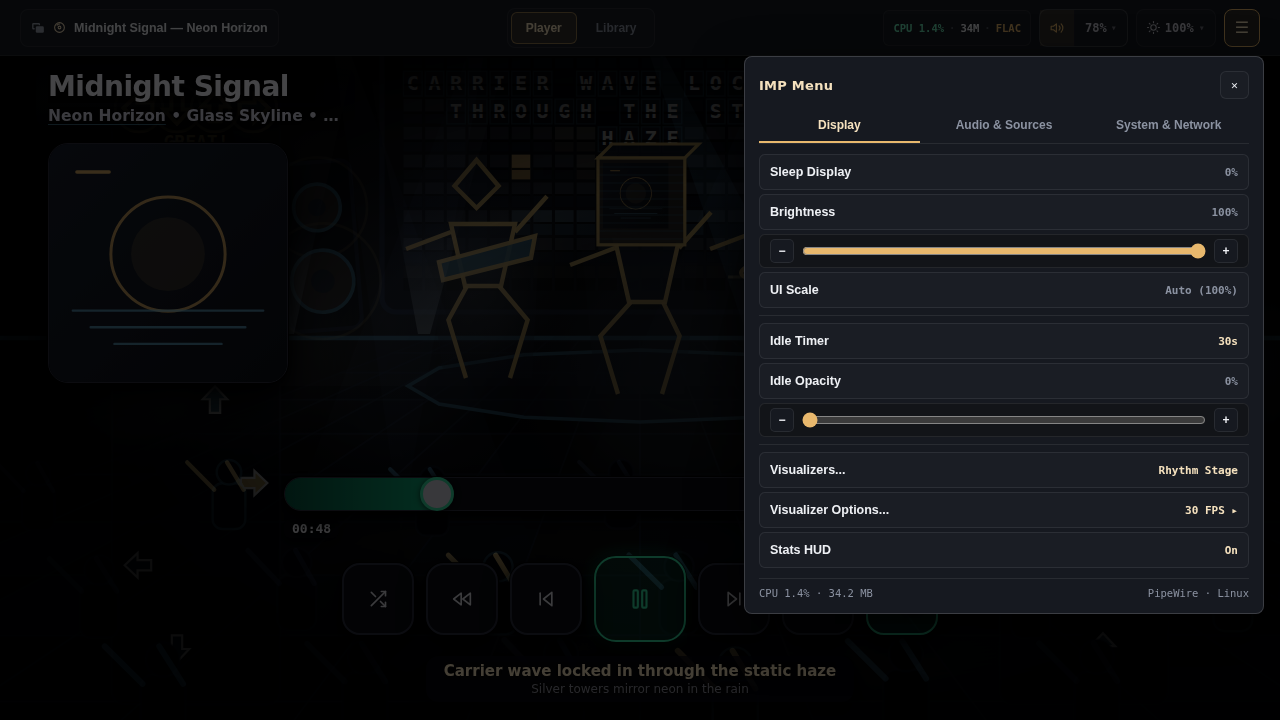 Midnight Signal — Neon Horizon
Player
Library
CPU 1.4% · 34M · FLAC
78%
100%
Midnight Signal
Neon Horizon • Glass Skyline • …
GREAT!
CARRIER WAVE LOC
THROUGH THE ST
HAZE
00:48
Carrier wave locked in through the static haze
Silver towers mirror neon in the rain
IMP Menu
×
Display
Audio & Sources
System & Network
Sleep Display 0%
Brightness 100%
−
+
UI Scale Auto (100%)
Idle Timer 30s
Idle Opacity 0%
−
+
Visualizers... Rhythm Stage
Visualizer Options... 30 FPS ▸
Stats HUD On
CPU 1.4% · 34.2 MB
PipeWire · Linux